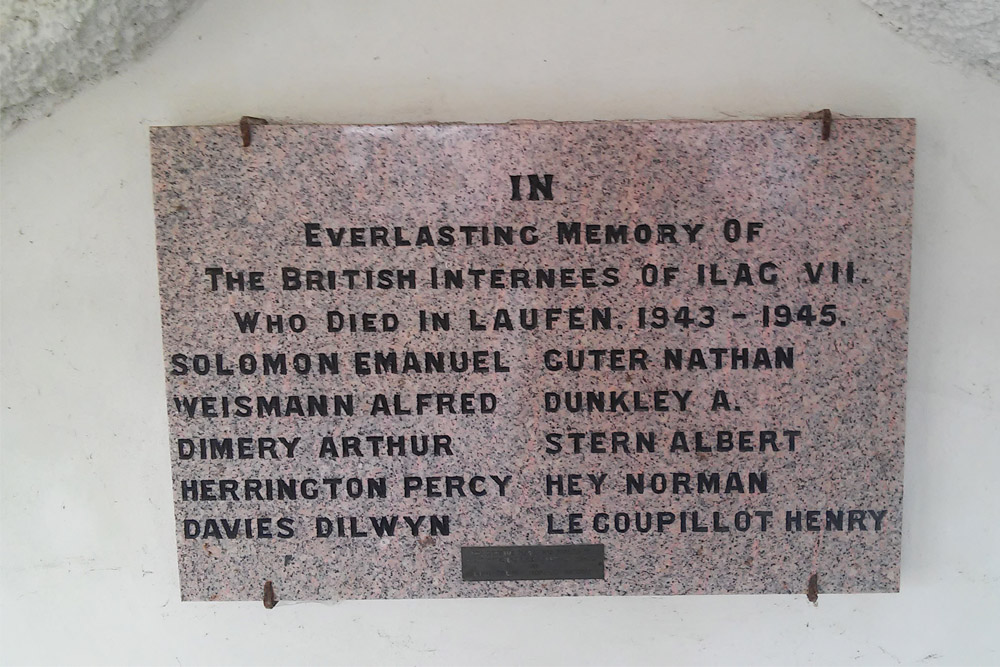 IN
EVERLASTING MEMORY OF
THE BRITISH INTERNEES OF ILAG VII.
WHO DIED IN LAUFEN. 1943 - 1945.
SOLOMON EMANUEL GUTER NATHAN
WEISMANN ALFRED DUNKLEY A.
DIMERY ARTHUR STERN ALBERT
HERRINGTON PERCY HEY NORMAN
DAVIES DILWYN LE GOUPILLOT HENRY